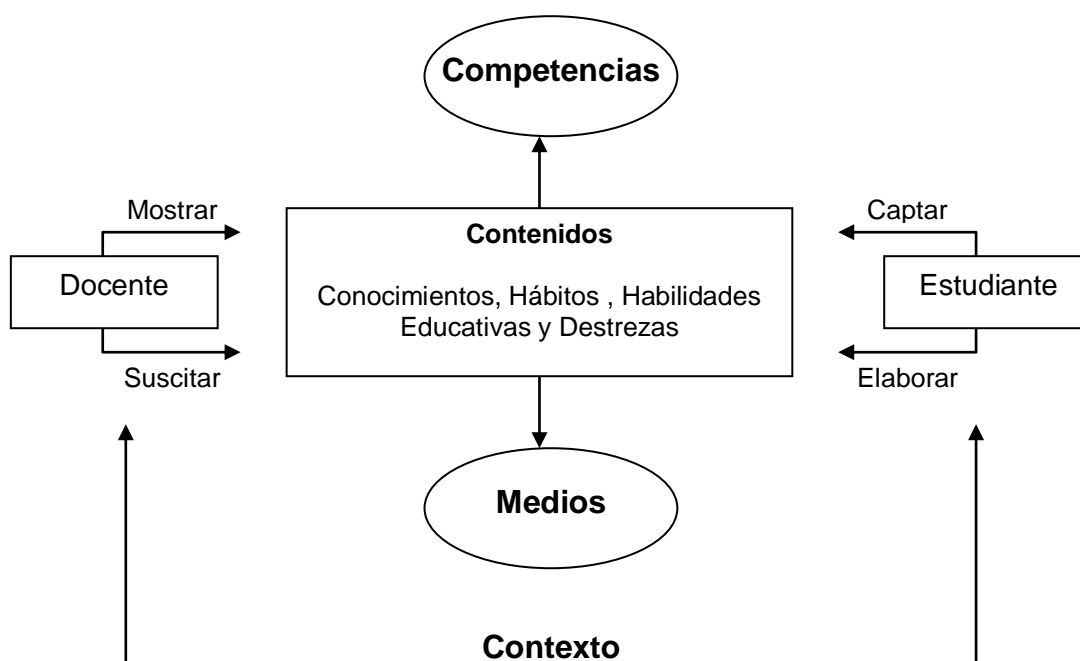 Competencias
Mostrar
Captar
Contenidos
Docente
Estudiante
Conocimientos, Hábitos , Habilidades
Educativas y Destrezas
Suscitar
Elaborar
Medios
Contexto